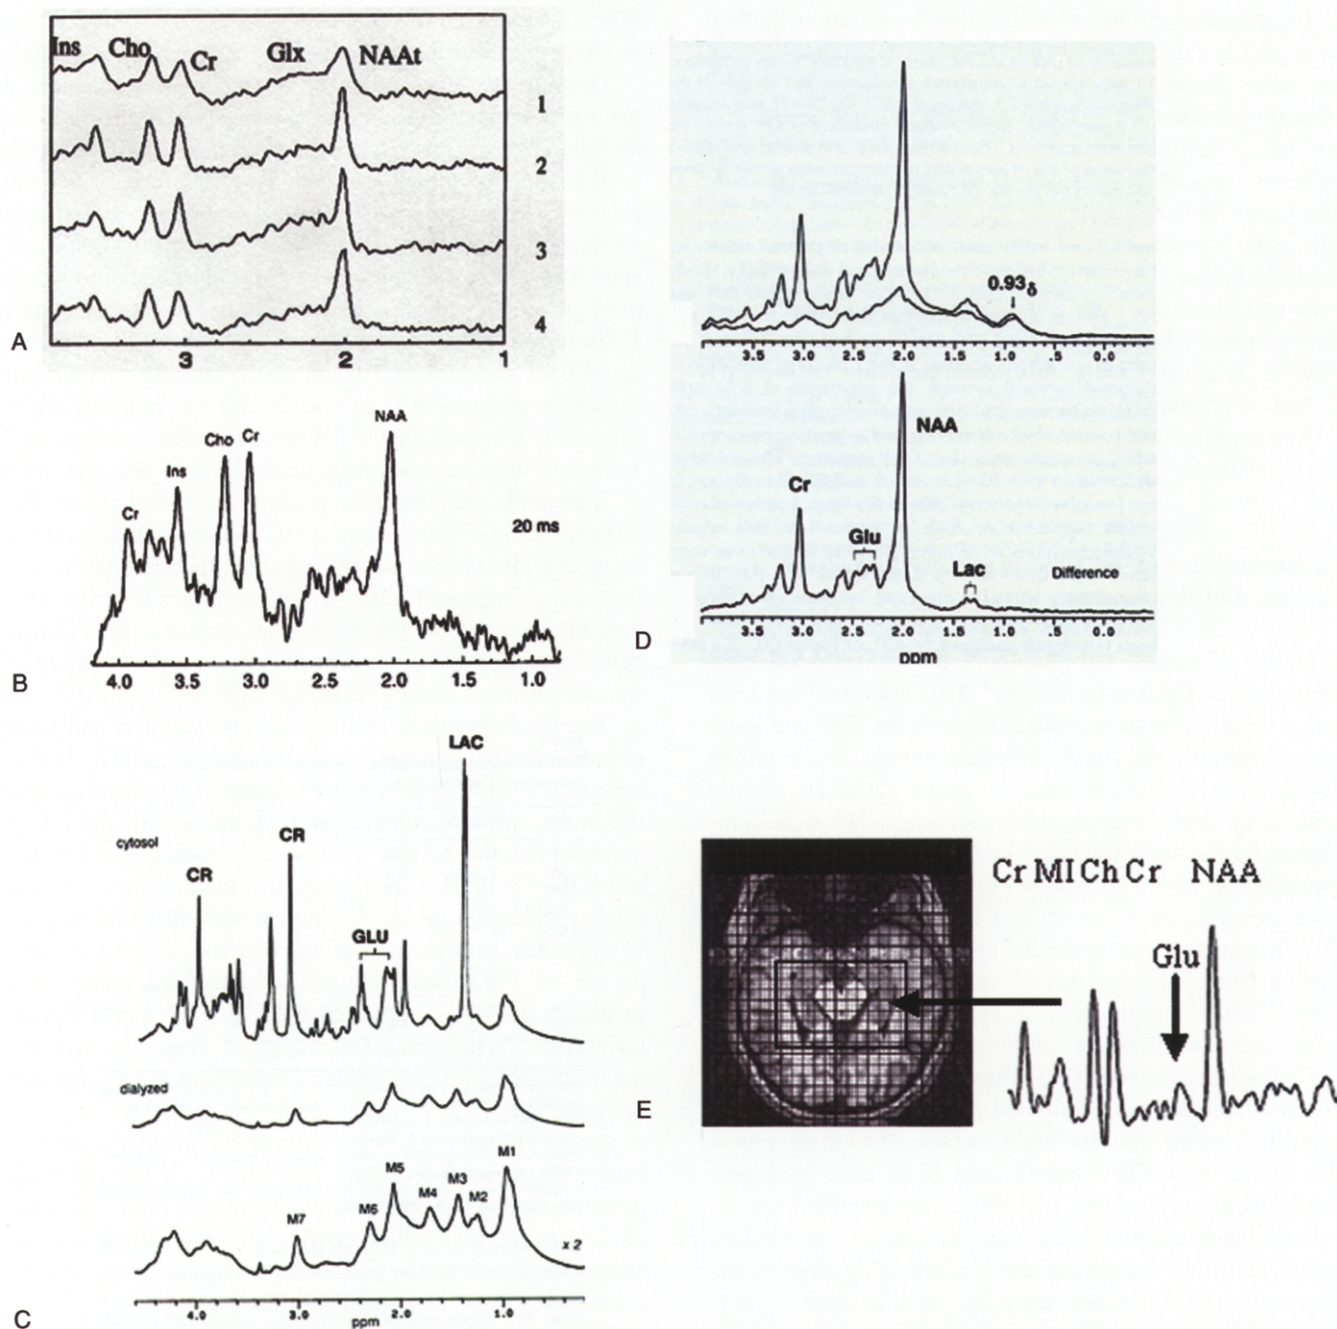 Ins Cho Cr Glx NAAt
1
2
3
4
3 2 1
A
Cho Cr NAA
Ins
Cr
20 ms
4.0 3.5 3.0 2.5 2.0 1.5 1.0
B
LAC
cytosol
CR CR
GLU
dialyzed
M7 M6 M5 M4 M3 M2 M1
x 2
4.0 3.0 2.0 1.0
ppm
C
0.93δ
3.5 3.0 2.5 2.0 1.5 1.0 0.5 0.0
NAA
Cr
Glu
Lac
Difference
3.5 3.0 2.5 2.0 1.5 1.0 0.5 0.0
ppm
D
Cr MI Ch Cr NAA
Glu
E